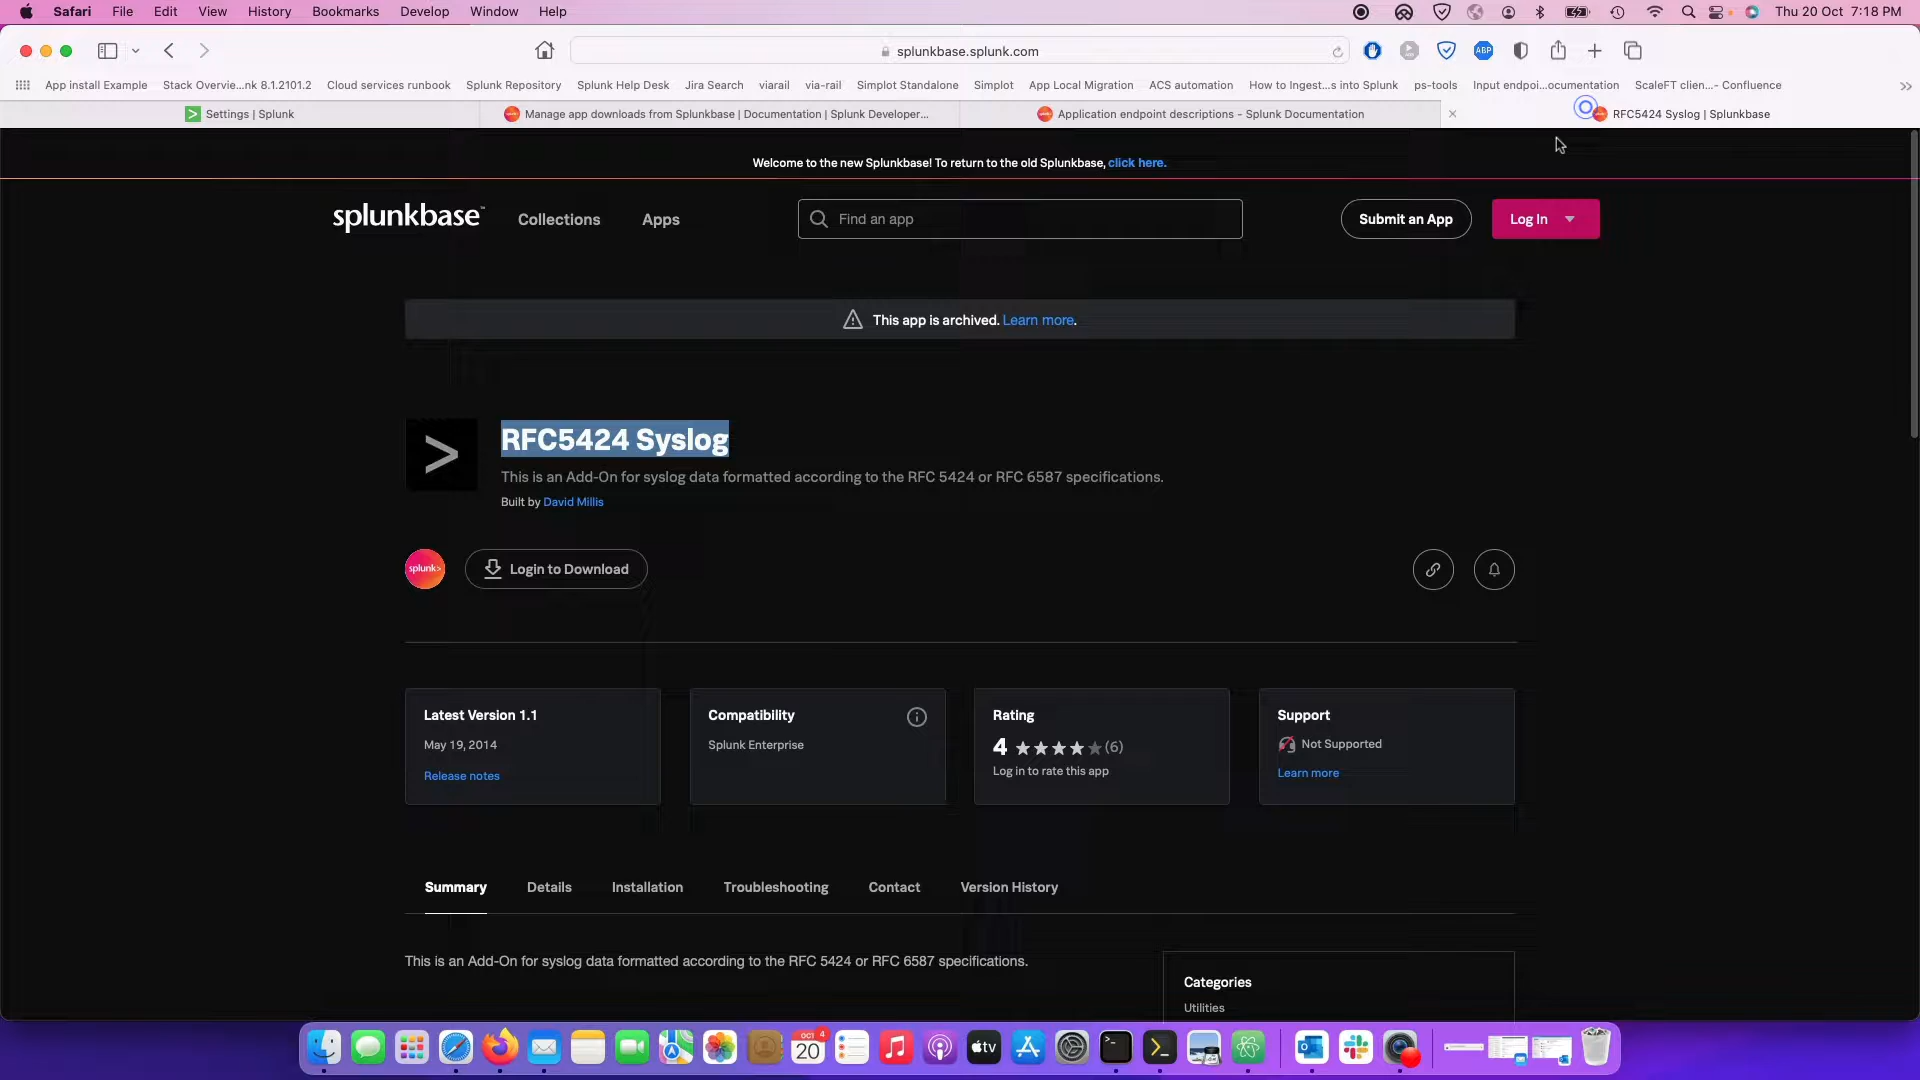 Safari File Edit View History Bookmarks Develop Window Help Thu 20 Oct 7:18 PM
splunkbase.splunk.com ABP
App install Example Stack Overvie...nk 8.1.2101.2 Cloud services runbook Splunk Repository Splunk Help Desk Jira Search viarail via-rail Simplot Standalone Simplot App Local Migration ACS automation How to Ingest...s into Splunk ps-tools Input endpoi...ocumentation ScaleFT clien...- Confluence
Settings | Splunk Manage app downloads from Splunkbase | Documentation | Splunk Developer... Application endpoint descriptions - Splunk Documentation RFC5424 Syslog | Splunkbase
Welcome to the new Splunkbase! To return to the old Splunkbase, click here.
splunkbase™ Collections Apps Find an app Submit an App Log In
This app is archived. Learn more.
RFC5424 Syslog
This is an Add-On for syslog data formatted according to the RFC 5424 or RFC 6587 specifications.
Built by David Millis
splunk> Login to Download
Latest Version 1.1
May 19, 2014
Release notes
Compatibility
Splunk Enterprise
Rating
4 (6)
Log in to rate this app
Support
Not Supported
Learn more
Summary Details Installation Troubleshooting Contact Version History
This is an Add-On for syslog data formatted according to the RFC 5424 or RFC 6587 specifications.
Categories
Utilities
OCT 4
20
tv